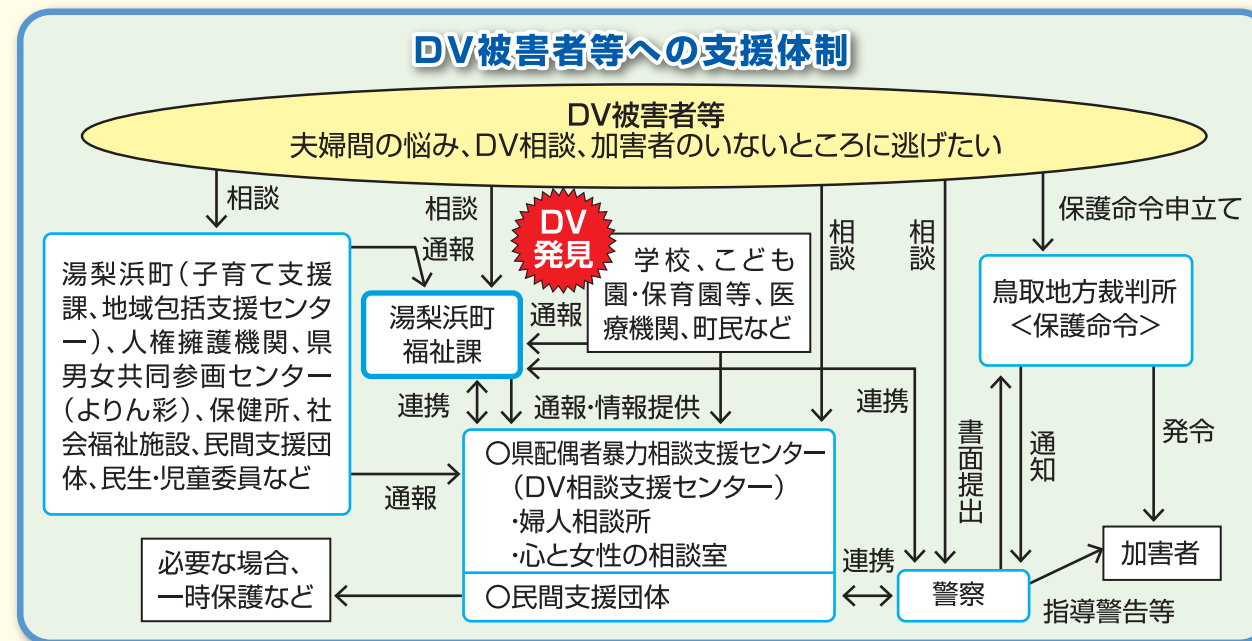 DV被害者等への支援体制
DV被害者等
夫婦間の悩み、DV相談、加害者のいないところに逃げたい
相談
相談
相談
相談
保護命令申立て
DV
発見
通報
湯梨浜町(子育て支援
課、地域包括支援センタ
ー)、人権擁護機関、県
男女共同参画センター
(よりん彩)、保健所、社
会福祉施設、民間支援団
体、民生・児童委員など
湯梨浜町
福祉課
通報
学校、こども
園・保育園等、医
療機関、町民など
鳥取地方裁判所
<保護命令>
連携
通報・情報提供
連携
書面提出
通知
発令
通報
○県配偶者暴力相談支援センター
(DV相談支援センター)
・婦人相談所
・心と女性の相談室
○民間支援団体
必要な場合、
一時保護など
連携
警察
加害者
指導警告等